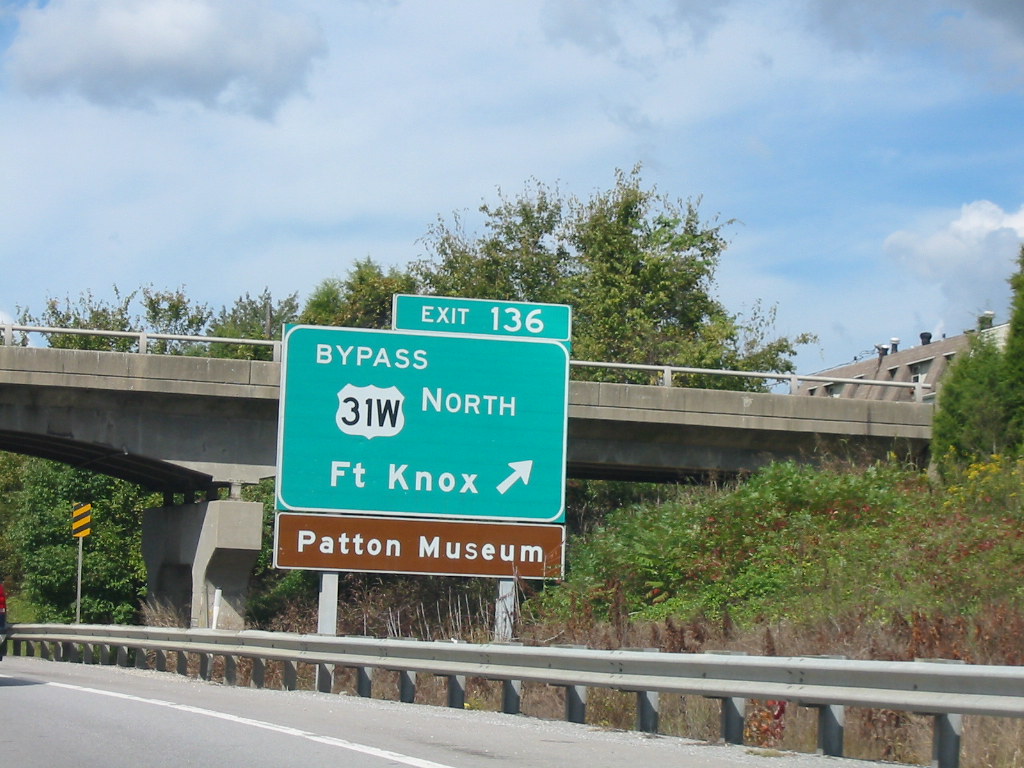 EXIT 136
BYPASS
31W NORTH
Ft Knox
Patton Museum